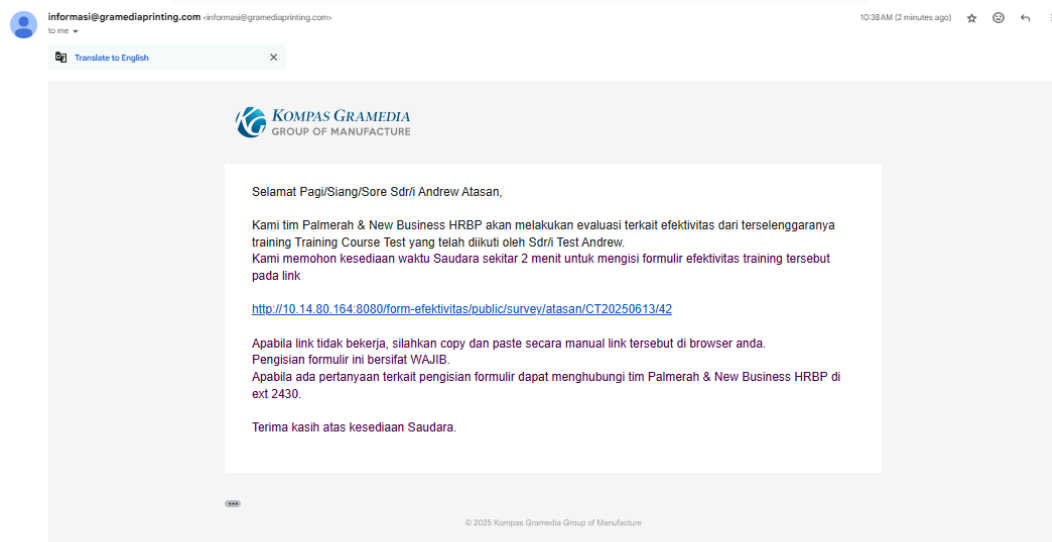 informasi@gramediaprinting.com <informasi@gramediaprinting.com>
10:38AM (2 minutes ago)
to me
Translate to English
KOMPAS GRAMEDIA
GROUP OF MANUFACTURE
Selamat Pagi/Siang/Sore Sdr/i Andrew Atasan,
Kami tim Palmerah & New Business HRBP akan melakukan evaluasi terkait efektivitas dari terselenggaranya
training Training Course Test yang telah diikuti oleh Sdr/i Test Andrew.
Kami memohon kesediaan waktu Saudara sekitar 2 menit untuk mengisi formulir efektivitas training tersebut
pada link
http://10.14.80.164:8080/form-efektivitas/public/survey/atasan/CT20250613/42
Apabila link tidak bekerja, silahkan copy dan paste secara manual link tersebut di browser anda.
Pengisian formulir ini bersifat WAJIB.
Apabila ada pertanyaan terkait pengisian formulir dapat menghubungi tim Palmerah & New Business HRBP di
ext 2430.
Terima kasih atas kesediaan Saudara.
© 2025 Kompas Gramedia Group of Manufacture